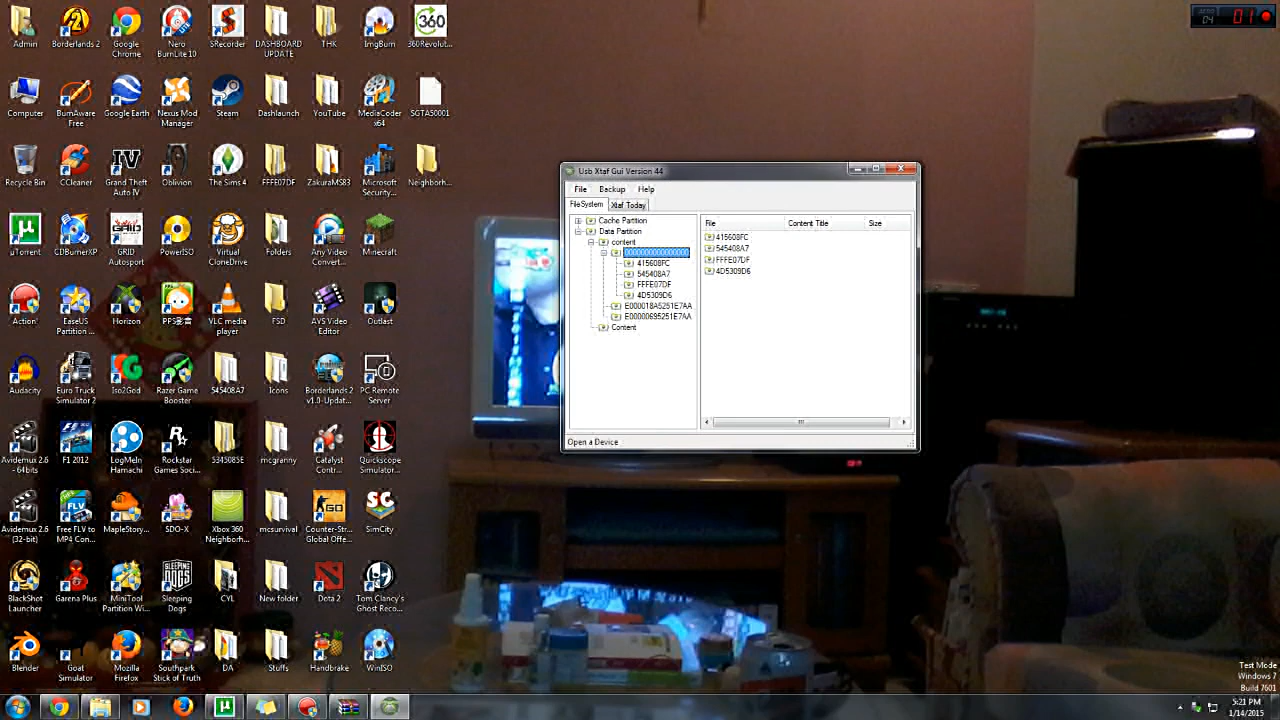 Admin
Borderlands 2
Google Chrome
Nero BurnLite 10
SRecorder
DASHBOARD UPDATE
THK
ImgBurn
360Revolut...
Computer
BurnAware Free
Google Earth
Nexus Mod Manager
Steam
Dashlaunch
YouTube
MediaCoder x64
SGTA50001
Recycle Bin
CCleaner
Grand Theft Auto IV
Oblivion
The Sims 4
FFFE07DF
ZakuraMS83
Microsoft Security...
Neighborh...
µTorrent
CDBurnerXP
GRID Autosport
PowerISO
Virtual CloneDrive
Folders
Any Video Convert...
Minecraft
Action!
EaseUS Partition ...
Horizon
PPS影音
VLC media player
FSD
AVS Video Editor
Outlast
Audacity
Euro Truck Simulator 2
Iso2God
Razer Game Booster
545408A7
Icons
Borderlands 2 v1.0-Updat...
PC Remote Server
Avidemux 2.6 - 64bits
F1 2012
LogMeIn Hamachi
Rockstar Games Soci...
5345085E
mcgranny
Catalyst Contr...
Quickscope Simulator...
Avidemux 2.6 (32-bit)
Free FLV to MP4 Con...
MapleStory...
SDO-X
Xbox 360 Neighborh...
mcsurvival
Counter-Str... Global Offe...
SimCity
BlackShot Launcher
Garena Plus
MiniTool Partition Wi...
Sleeping Dogs
CYL
New folder
Dota 2
Tom Clancy's Ghost Reco...
Blender
Goat Simulator
Mozilla Firefox
Southpark Stick of Truth
DA
Stuffs
Handbrake
WinISO
Usb Xtaf Gui Version 44
File Backup Help
FileSystem Xtaf Today
Cache Partition
Data Partition
content
0000000000000000
415608FC
545408A7
FFFE07DF
4D5309D6
E000018A5251E7AA
E00000695251E7AA
Content
File Content Title Size
415608FC
545408A7
FFFE07DF
4D5309D6
Open a Device
01
Test Mode
Windows 7
Build 7601
5:21 PM
1/14/2015